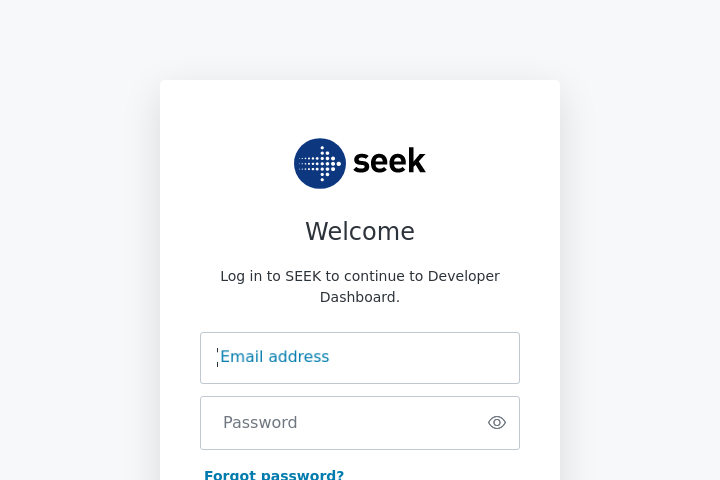 seek
Welcome
Log in to SEEK to continue to Developer
Dashboard.
Email address
Password
Forgot password?